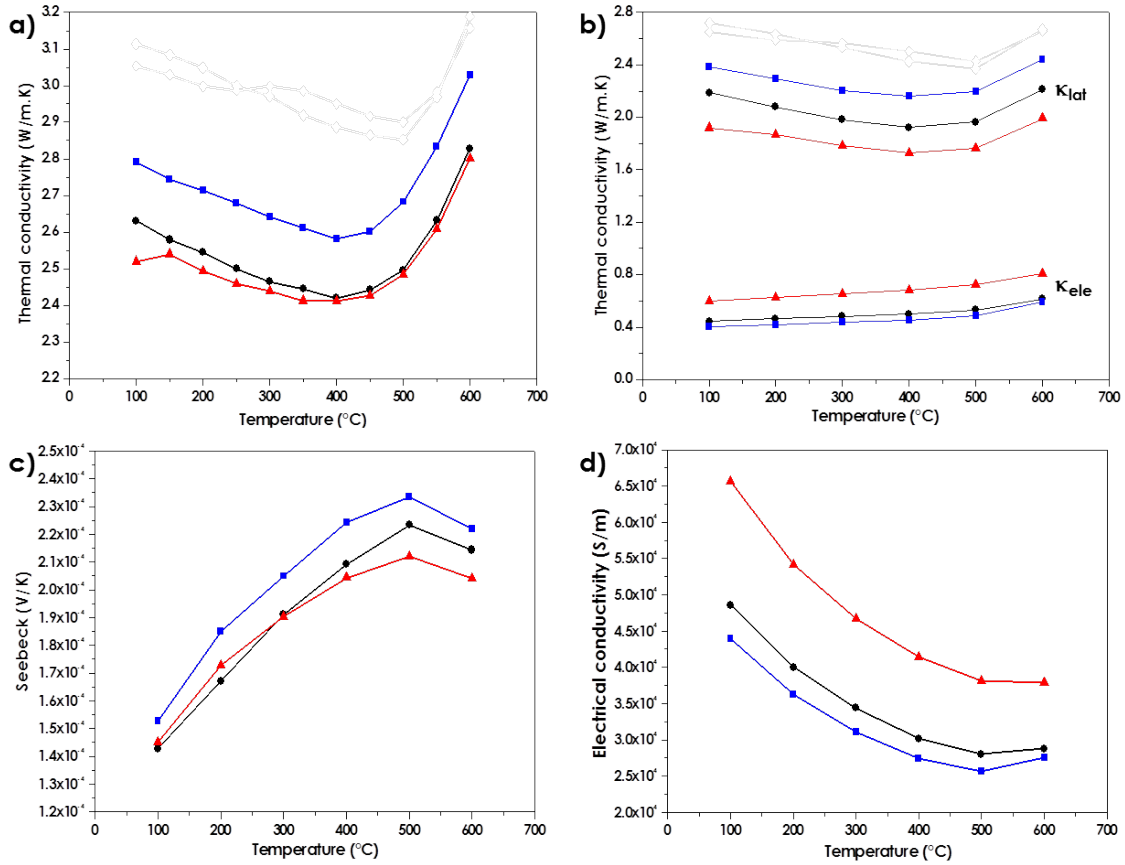 a)
3.2
3.1
3.0
2.9
2.8
2.7
2.6
2.5
2.4
2.3
2.2
0 100 200 300 400 500 600 700
Thermal conductivity (W/m.K)
Temperature (°C)
b)
2.8
2.4
2.0
1.6
1.2
0.8
0.4
0.0
0 100 200 300 400 500 600 700
Thermal conductivity (W/m.K)
Temperature (°C)
κlat
κele
c)
2.5x10⁻⁴
2.4x10⁻⁴
2.3x10⁻⁴
2.2x10⁻⁴
2.1x10⁻⁴
2.0x10⁻⁴
1.9x10⁻⁴
1.8x10⁻⁴
1.7x10⁻⁴
1.6x10⁻⁴
1.5x10⁻⁴
1.4x10⁻⁴
1.3x10⁻⁴
1.2x10⁻⁴
0 100 200 300 400 500 600 700
Seebeck (V/K)
Temperature (°C)
d)
7.0x10⁴
6.5x10⁴
6.0x10⁴
5.5x10⁴
5.0x10⁴
4.5x10⁴
4.0x10⁴
3.5x10⁴
3.0x10⁴
2.5x10⁴
2.0x10⁴
0 100 200 300 400 500 600 700
Electrical conductivity (S/m)
Temperature (°C)